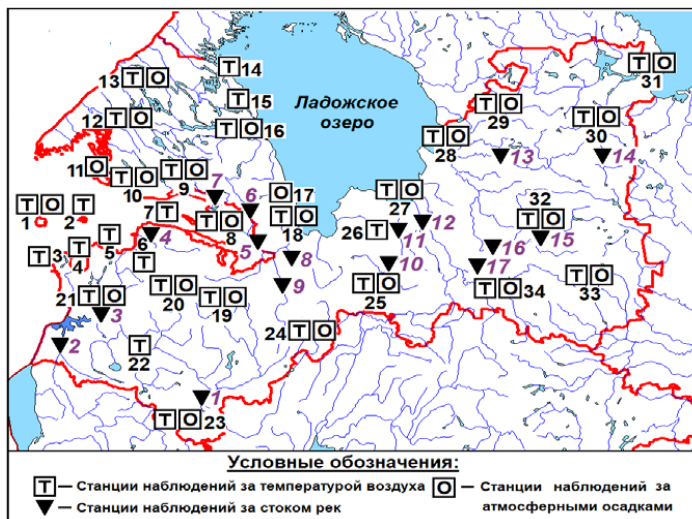 31
Т О
Т 14
13 Т О
Т 15
Ладожское
озеро
Т О
29
Т О
30
12 Т О
Т О 16
Т О
28
13
14
11 О
Т О
10
Т О
9
7
6
О 17
Т О
27
32
Т О
Т О
1
Т
2
7 Т
Т О
8
Т О
18
12
15
Т 3
Т
4
Т
5
6
4
5
26 Т
11
16
Т
8
10
17
21 Т О
3
Т О
20
Т О
19
9
Т О
25
Т О 34
Т О
33
2
Т
22
24 Т О
1
Т О 23
Условные обозначения:
Т — Станции наблюдений за температурой воздуха О — Станции наблюдений за
▼ — Станции наблюдений за стоком рек атмосферными осадками